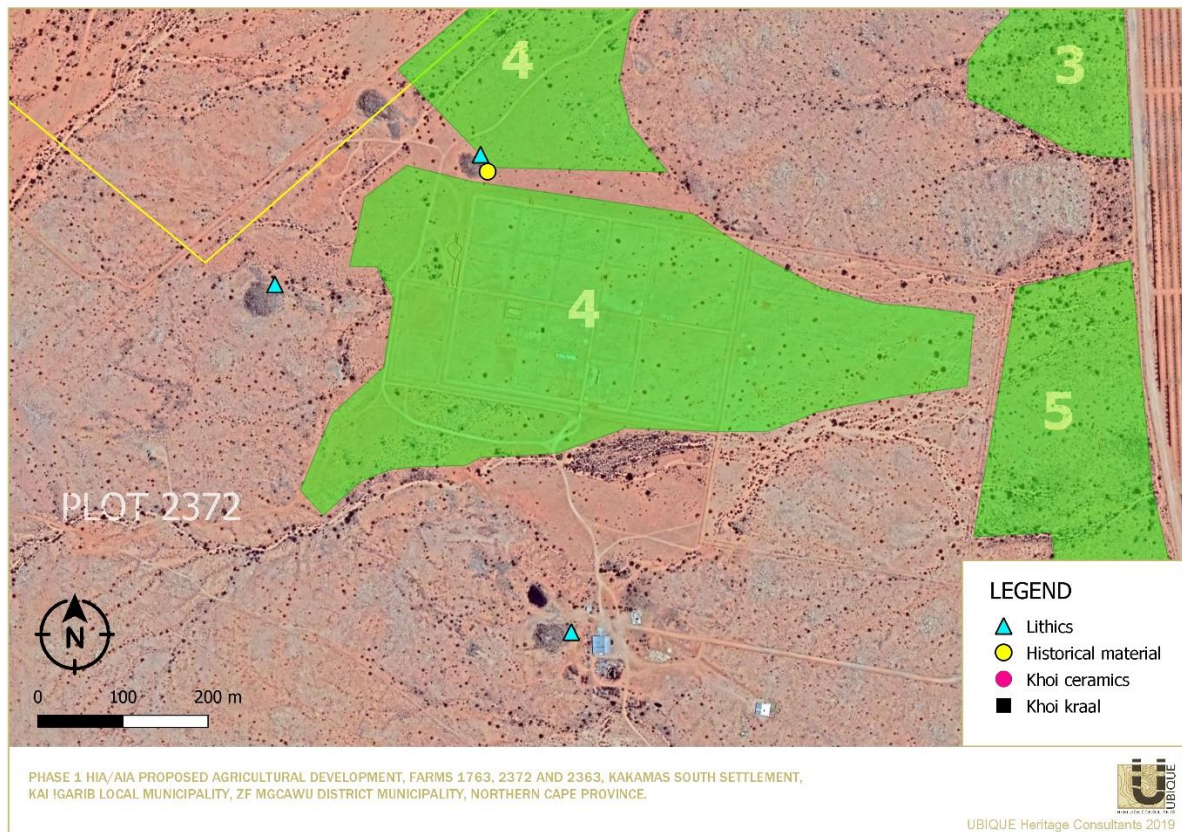 4
3
4
5
PLOT 2372
N
0 100 200 m
LEGEND
Lithics
Historical material
Khoi ceramics
Khoi kraal
PHASE 1 HIA/AIA PROPOSED AGRICULTURAL DEVELOPMENT, FARMS 1763, 2372 AND 2363, KAKAMAS SOUTH SETTLEMENT,
KAI !GARIB LOCAL MUNICIPALITY, ZF MGCAWU DISTRICT MUNICIPALITY, NORTHERN CAPE PROVINCE.
Ü
UBIQUE
UBIQUE Heritage Consultants 2019